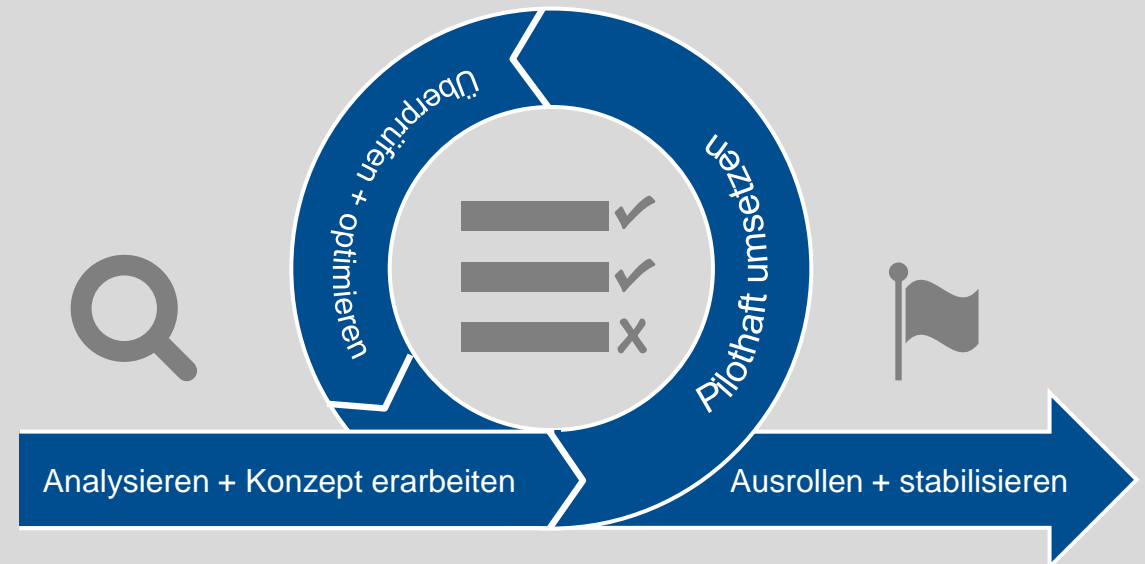 Analysieren + Konzept erarbeiten
Pilothaft umsetzen
Überprüfen + optimieren
Ausrollen + stabilisieren